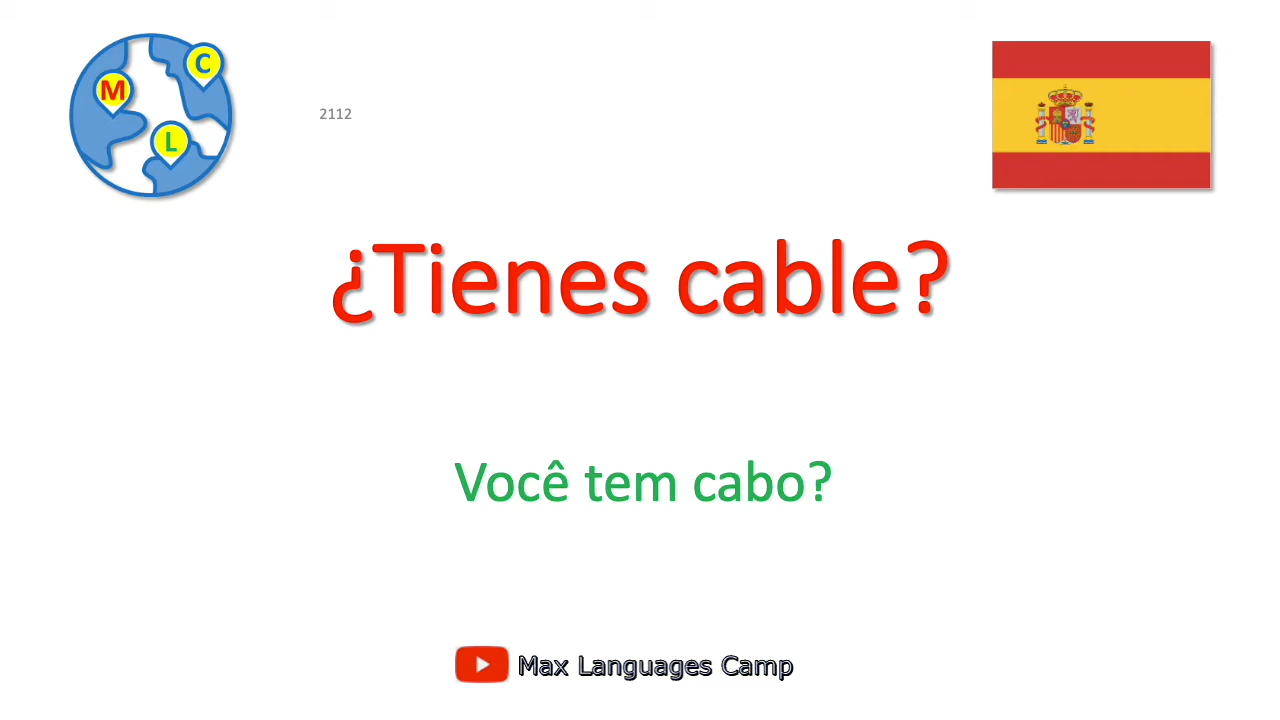 M
C
L
2112
¿Tienes cable?
Você tem cabo?
Max Languages Camp